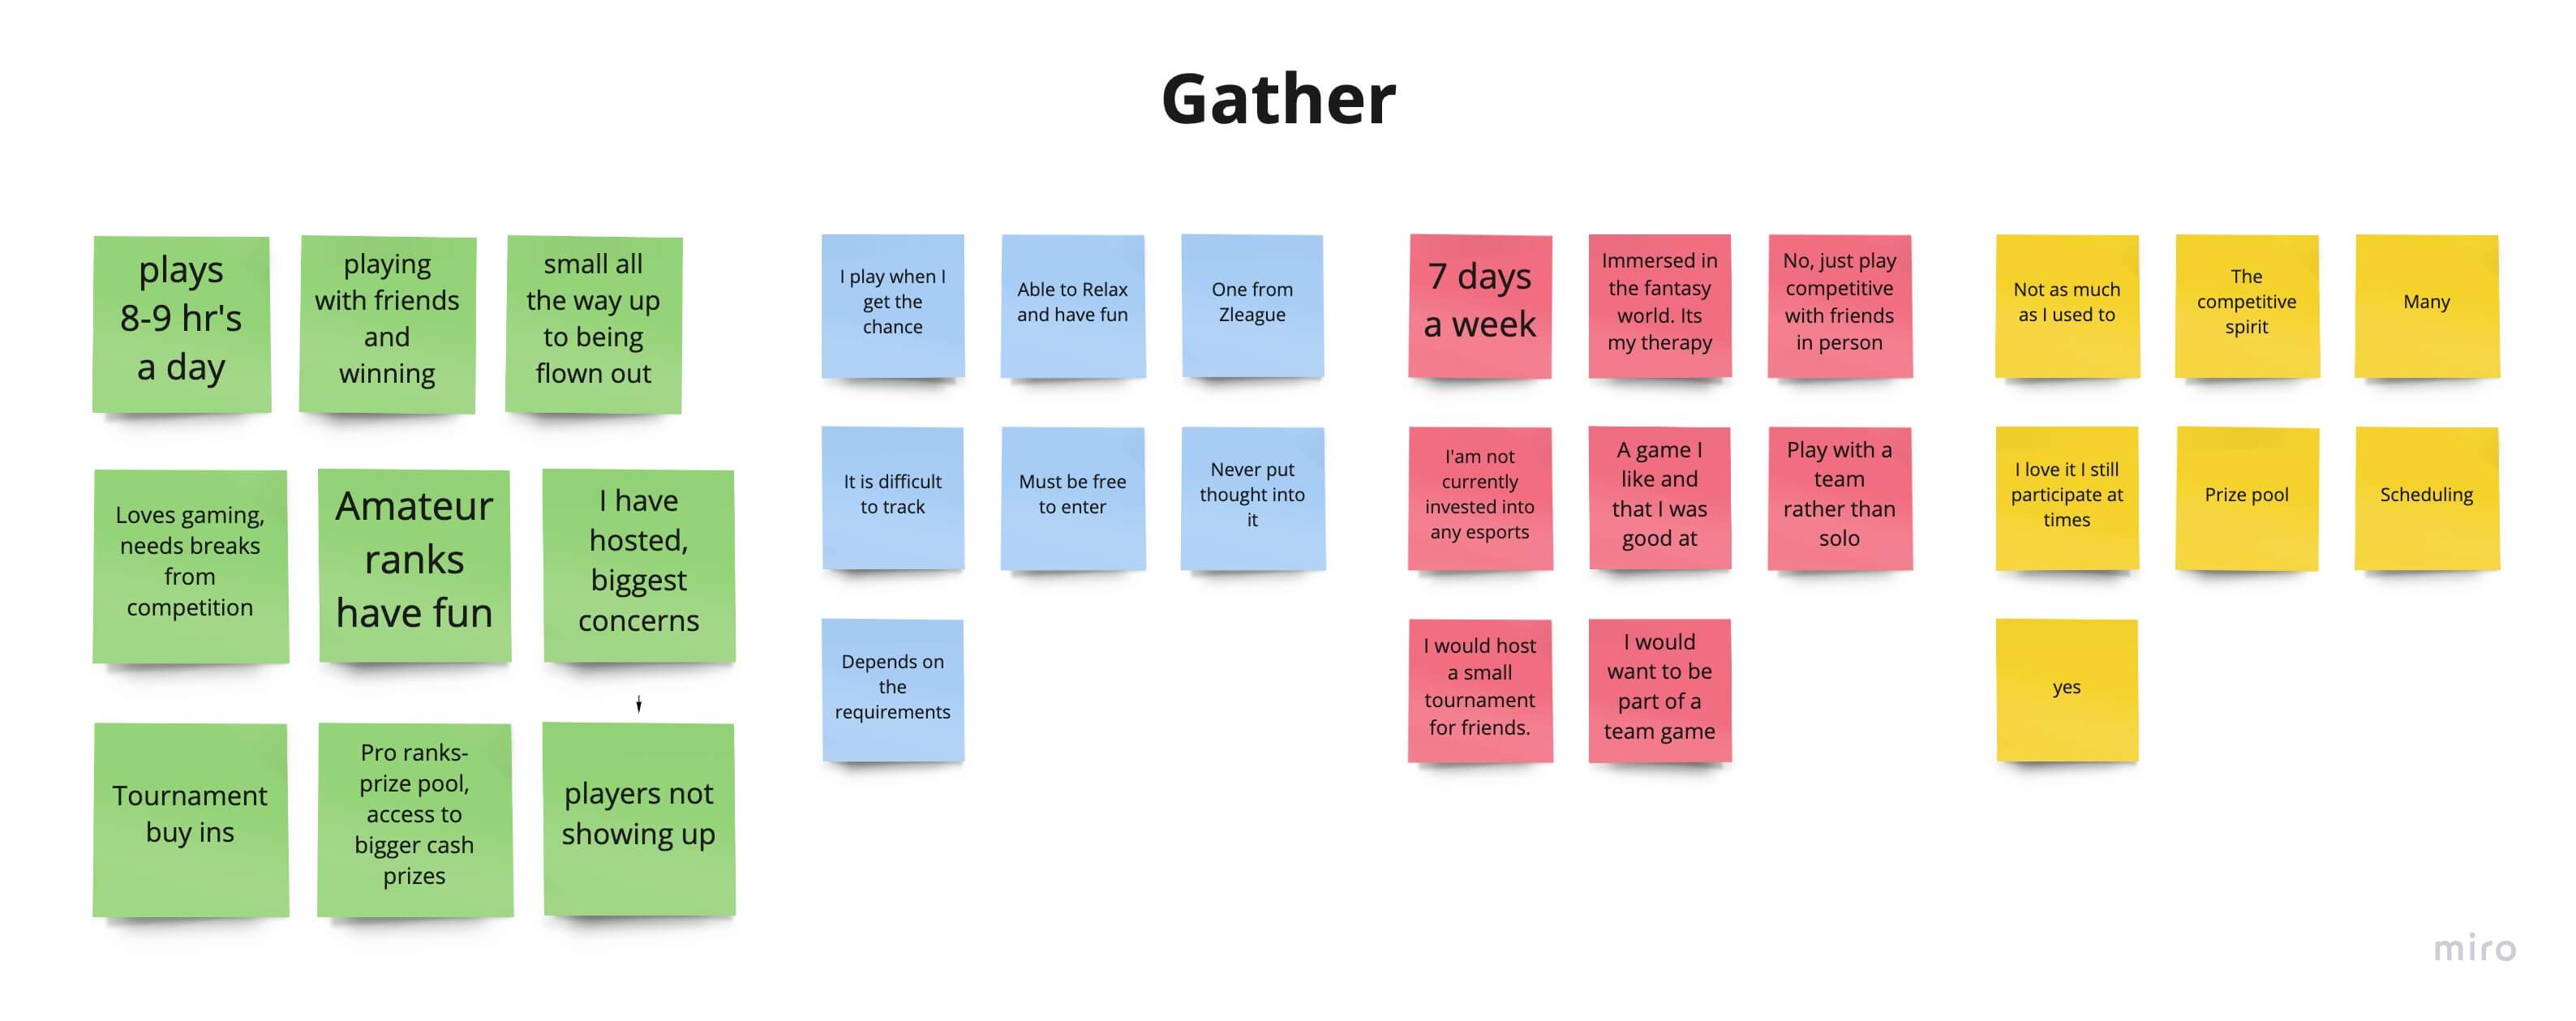 Gather
plays
8-9 hr's
a day
playing
with friends
and
winning
small all
the way up
to being
flown out
Loves gaming,
needs breaks
from
competition
Amateur
ranks
have fun
I have
hosted,
biggest
concerns
Tournament
buy ins
Pro ranks-
prize pool,
access to
bigger cash
prizes
players not
showing up
I play when I
get the
chance
Able to Relax
and have fun
One from
Zleague
It is difficult
to track
Must be free
to enter
Never put
thought into
it
Depends on
the
requirements
7 days
a week
Immersed in
the fantasy
world. Its
my therapy
No, just play
competitive
with friends
in person
I'am not
currently
invested into
any esports
A game I
like and
that I was
good at
Play with a
team
rather than
solo
I would host
a small
tournament
for friends.
I would
want to be
part of a
team game
Not as much
as I used to
The
competitive
spirit
Many
I love it I still
participate at
times
Prize pool
Scheduling
yes
miro